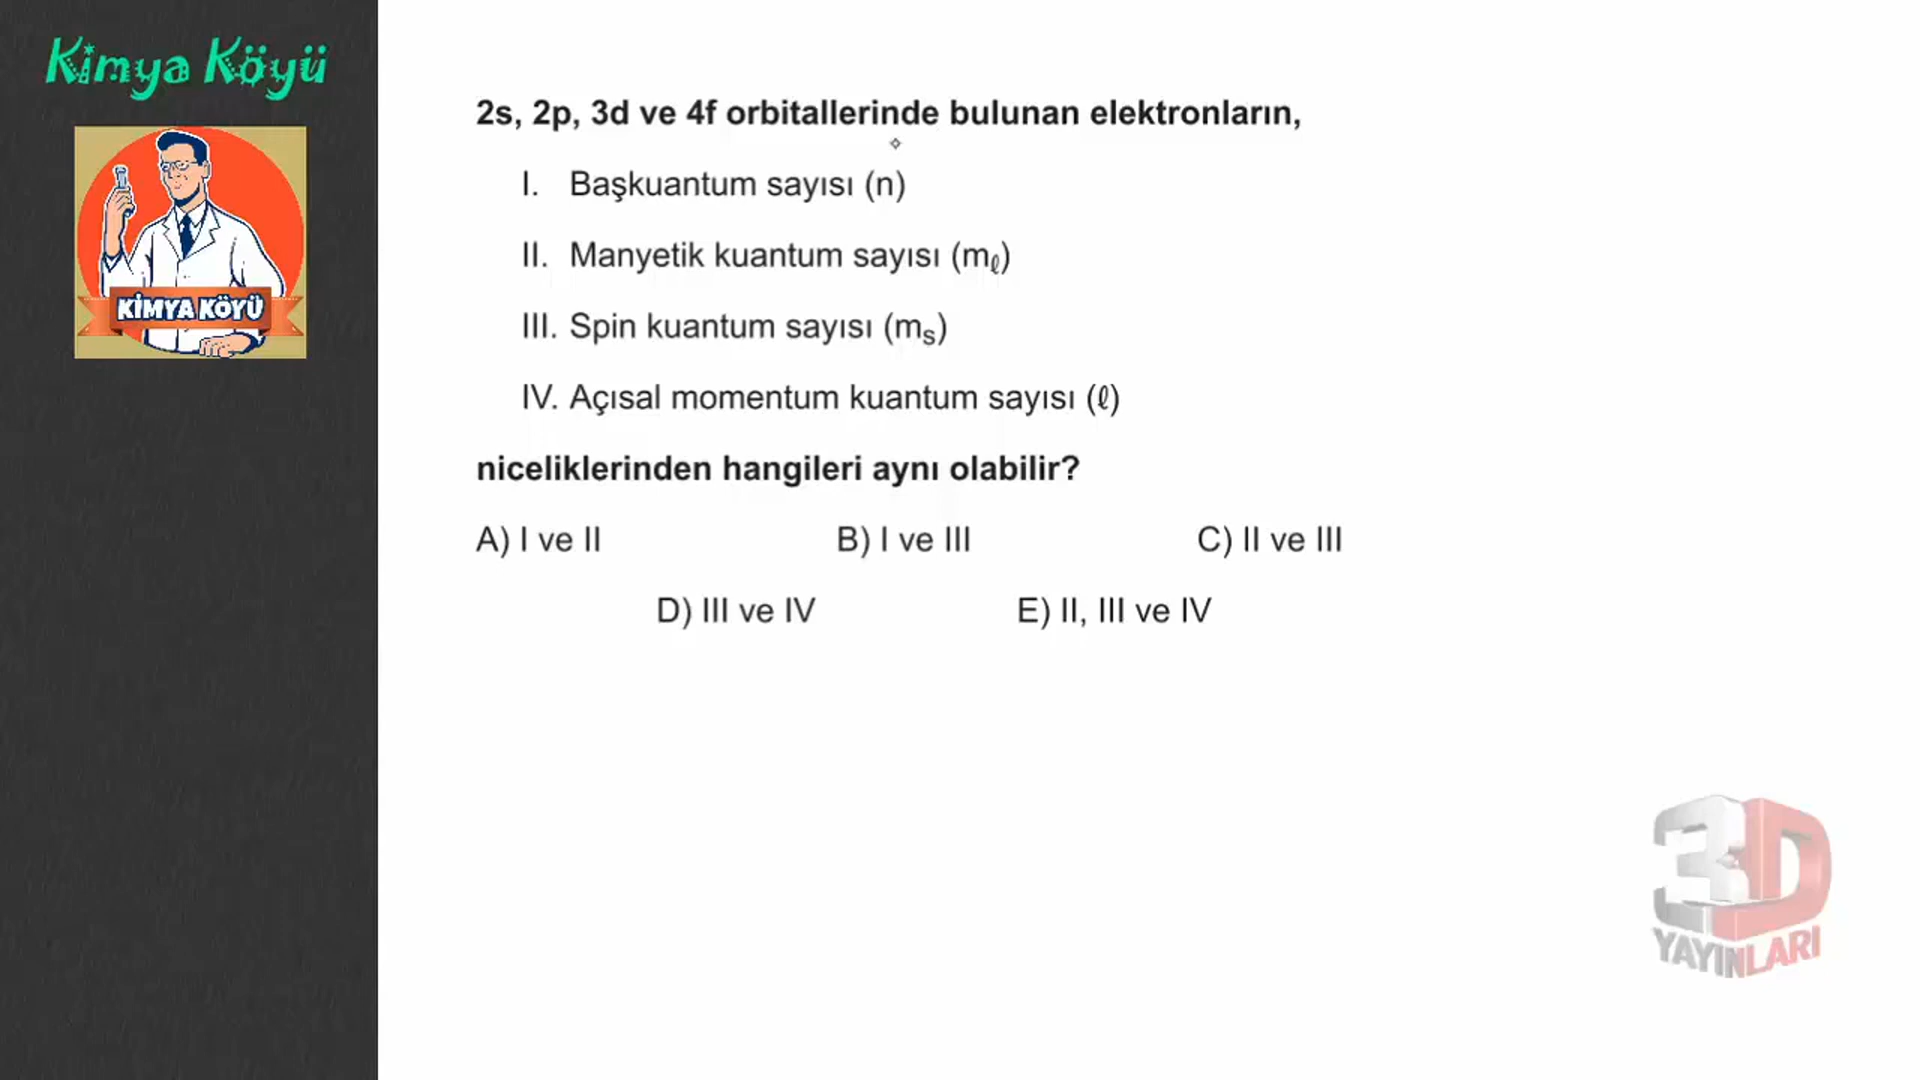 Kimya Köyü
KİMYA KÖYÜ
2s, 2p, 3d ve 4f orbitallerinde bulunan elektronların,
I. Başkuantum sayısı (n)
II. Manyetik kuantum sayısı (mℓ)
III. Spin kuantum sayısı (ms)
IV. Açısal momentum kuantum sayısı (ℓ)
niceliklerinden hangileri aynı olabilir?
A) I ve II B) I ve III C) II ve III
D) III ve IV E) II, III ve IV
3D
YAYINLARI